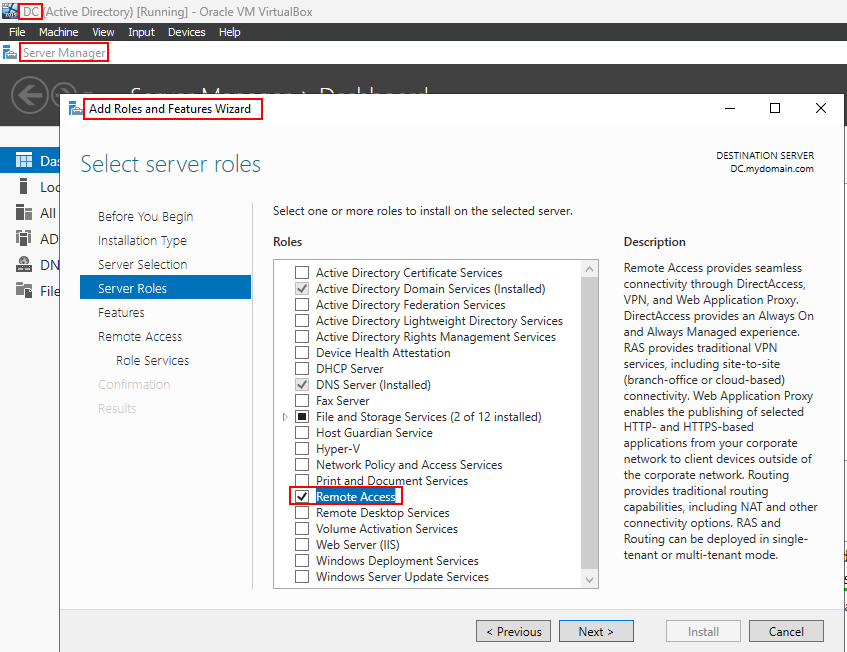 DC (Active Directory) [Running] - Oracle VM VirtualBox
File Machine View Input Devices Help
Server Manager
Add Roles and Features Wizard
Select server roles
DESTINATION SERVER
DC.mydomain.com
Before You Begin
Installation Type
Server Selection
Server Roles
Features
Remote Access
Role Services
Confirmation
Results
Select one or more roles to install on the selected server.
Roles
Active Directory Certificate Services
Active Directory Domain Services (Installed)
Active Directory Federation Services
Active Directory Lightweight Directory Services
Active Directory Rights Management Services
Device Health Attestation
DHCP Server
DNS Server (Installed)
Fax Server
File and Storage Services (2 of 12 installed)
Host Guardian Service
Hyper-V
Network Policy and Access Services
Print and Document Services
Remote Access
Remote Desktop Services
Volume Activation Services
Web Server (IIS)
Windows Deployment Services
Windows Server Update Services
Description
Remote Access provides seamless
connectivity through DirectAccess,
VPN, and Web Application Proxy.
DirectAccess provides an Always On
and Always Managed experience.
RAS provides traditional VPN
services, including site-to-site
(branch-office or cloud-based)
connectivity. Web Application Proxy
enables the publishing of selected
HTTP- and HTTPS-based
applications from your corporate
network to client devices outside of
the corporate network. Routing
provides traditional routing
capabilities, including NAT and other
connectivity options. RAS and
Routing can be deployed in single-
tenant or multi-tenant mode.
< Previous Next > Install Cancel
Das
Loc
All
AD
DN
File